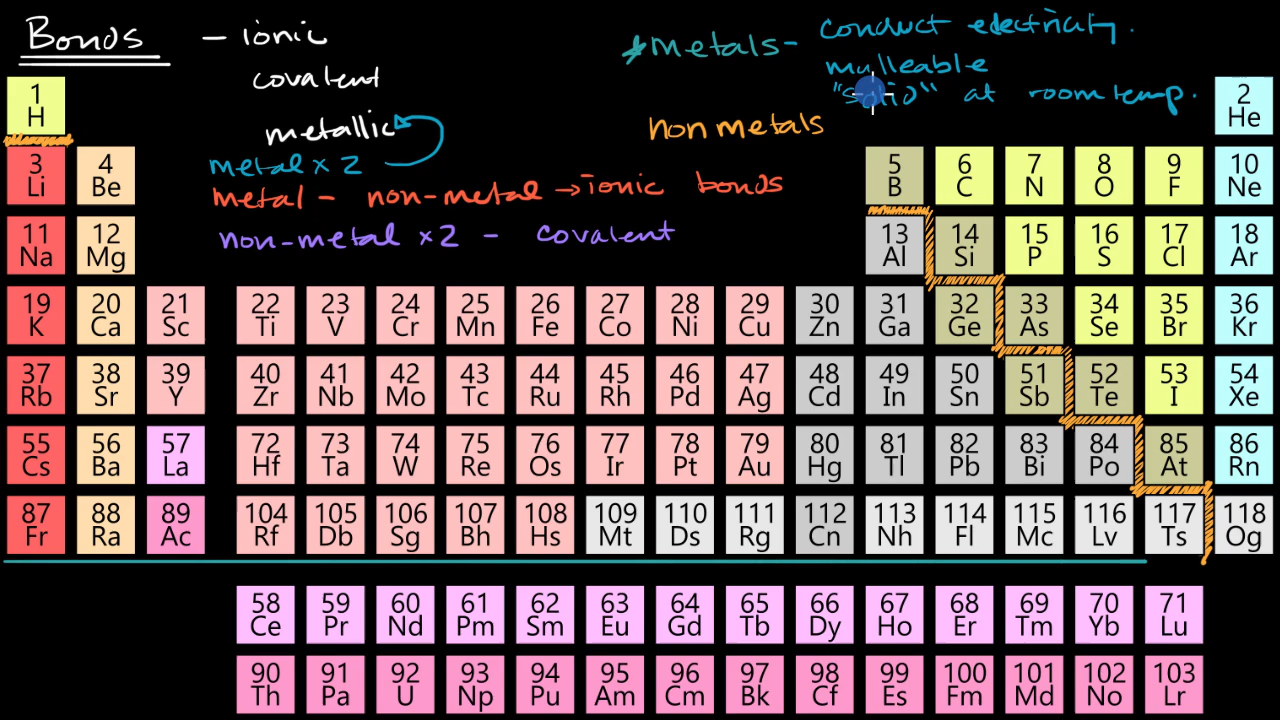 Bonds - ionic
covalent
metallic
metal x 2
metal - non-metal → ionic bonds
non-metal x2 - covalent
*metals- conduct electricity.
malleable
"solid" at room temp.
non metals
1 2
H He
3 4 5 6 7 8 9 10
Li Be B C N O F Ne
11 12 13 14 15 16 17 18
Na Mg Al Si P S Cl Ar
19 20 21 22 23 24 25 26 27 28 29 30 31 32 33 34 35 36
K Ca Sc Ti V Cr Mn Fe Co Ni Cu Zn Ga Ge As Se Br Kr
37 38 39 40 41 42 43 44 45 46 47 48 49 50 51 52 53 54
Rb Sr Y Zr Nb Mo Tc Ru Rh Pd Ag Cd In Sn Sb Te I Xe
55 56 57 72 73 74 75 76 77 78 79 80 81 82 83 84 85 86
Cs Ba La Hf Ta W Re Os Ir Pt Au Hg Tl Pb Bi Po At Rn
87 88 89 104 105 106 107 108 109 110 111 112 113 114 115 116 117 118
Fr Ra Ac Rf Db Sg Bh Hs Mt Ds Rg Cn Nh Fl Mc Lv Ts Og
58 59 60 61 62 63 64 65 66 67 68 69 70 71
Ce Pr Nd Pm Sm Eu Gd Tb Dy Ho Er Tm Yb Lu
90 91 92 93 94 95 96 97 98 99 100 101 102 103
Th Pa U Np Pu Am Cm Bk Cf Es Fm Md No Lr